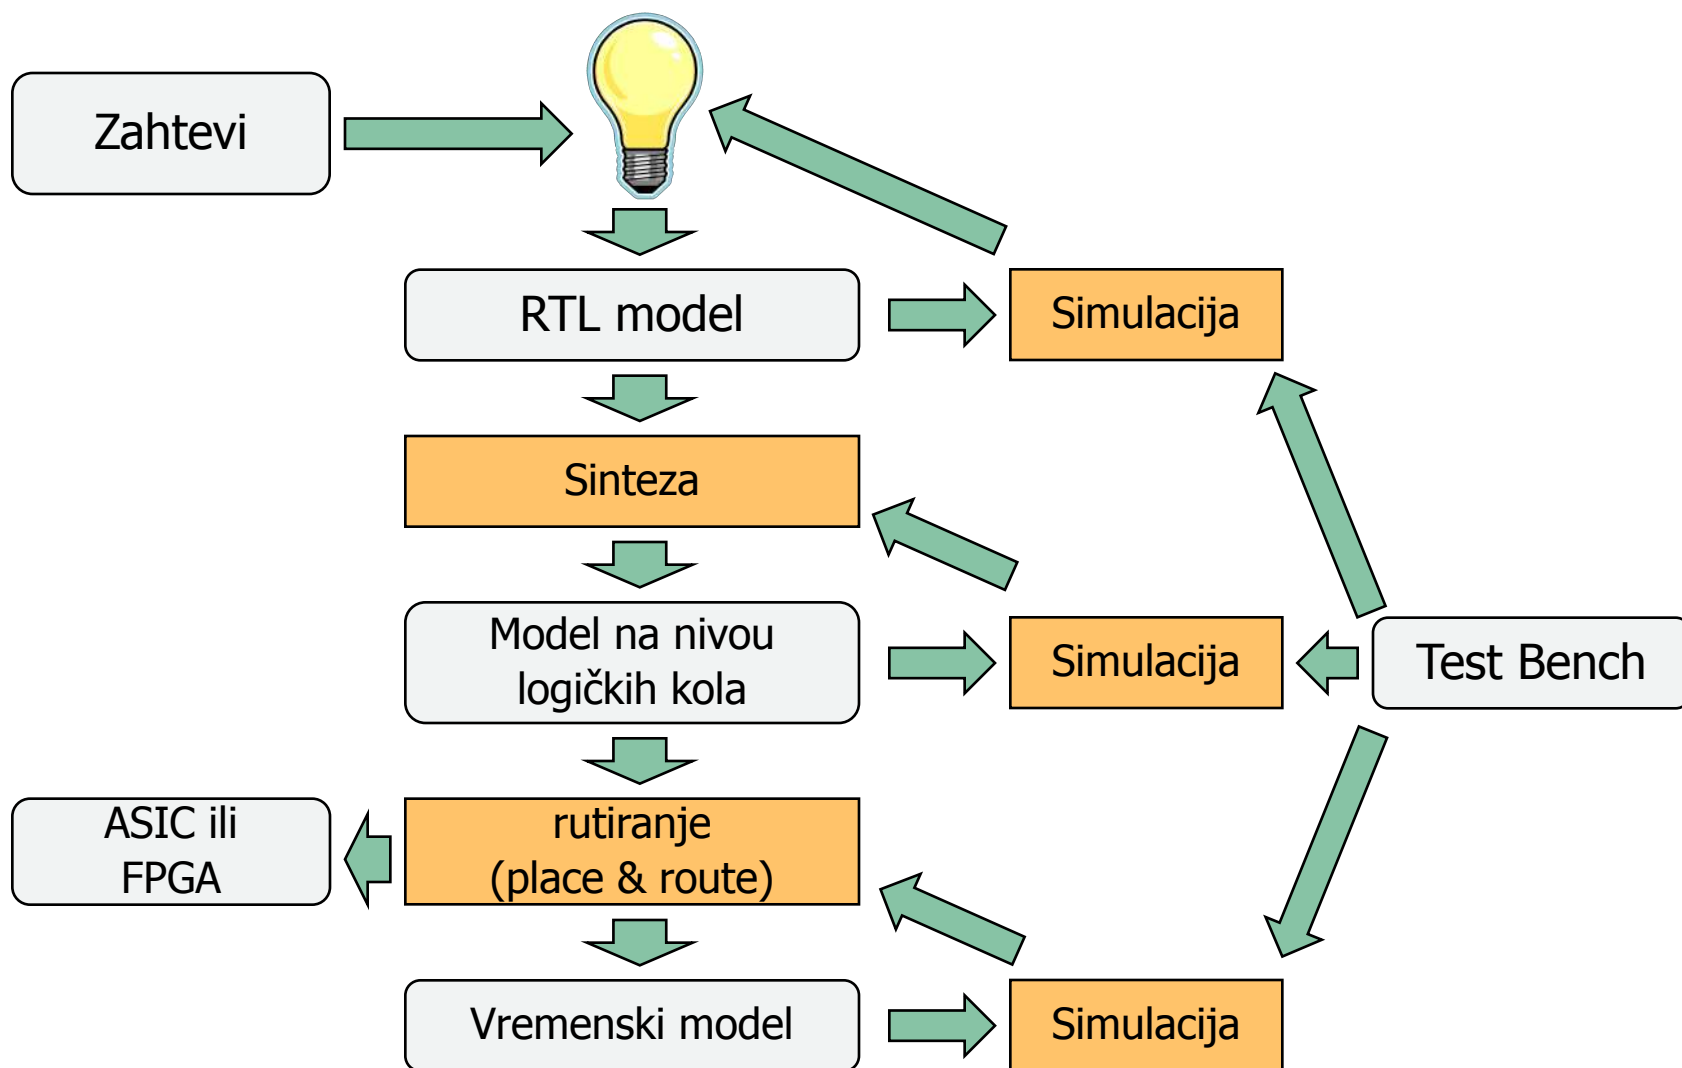 Zahtevi
RTL model
Simulacija
Sinteza
Model na nivou
logičkih kola
Simulacija
Test Bench
ASIC ili
FPGA
rutiranje
(place & route)
Vremenski model
Simulacija